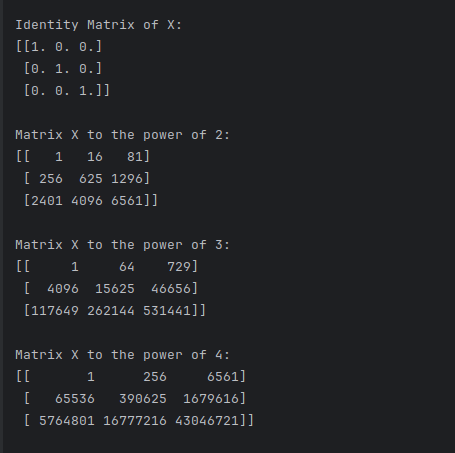 Identity Matrix of X:
[[1. 0. 0.]
 [0. 1. 0.]
 [0. 0. 1.]]
Matrix X to the power of 2:
[[   1   16   81]
 [ 256  625 1296]
 [2401 4096 6561]]
Matrix X to the power of 3:
[[     1     64    729]
 [  4096  15625  46656]
 [117649 262144 531441]]
Matrix X to the power of 4:
[[       1      256     6561]
 [   65536   390625  1679616]
 [ 5764801 16777216 43046721]]